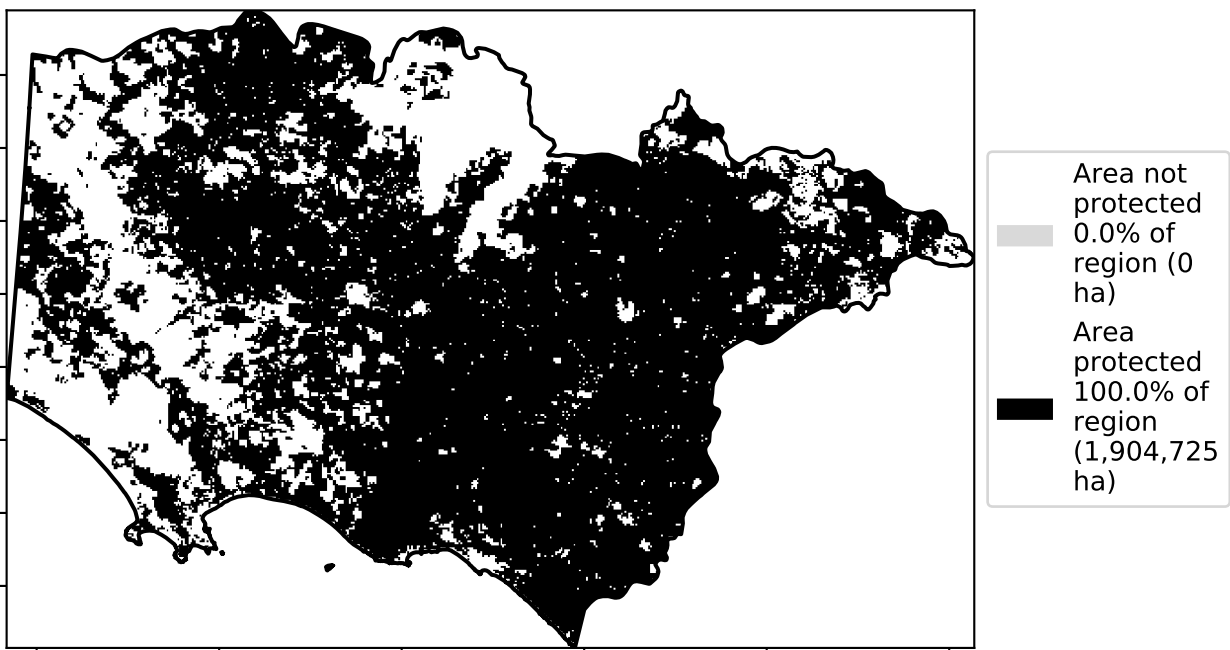 Area not
protected
0.0% of
region (0
ha)
Area
protected
100.0% of
region
(1,904,725
ha)